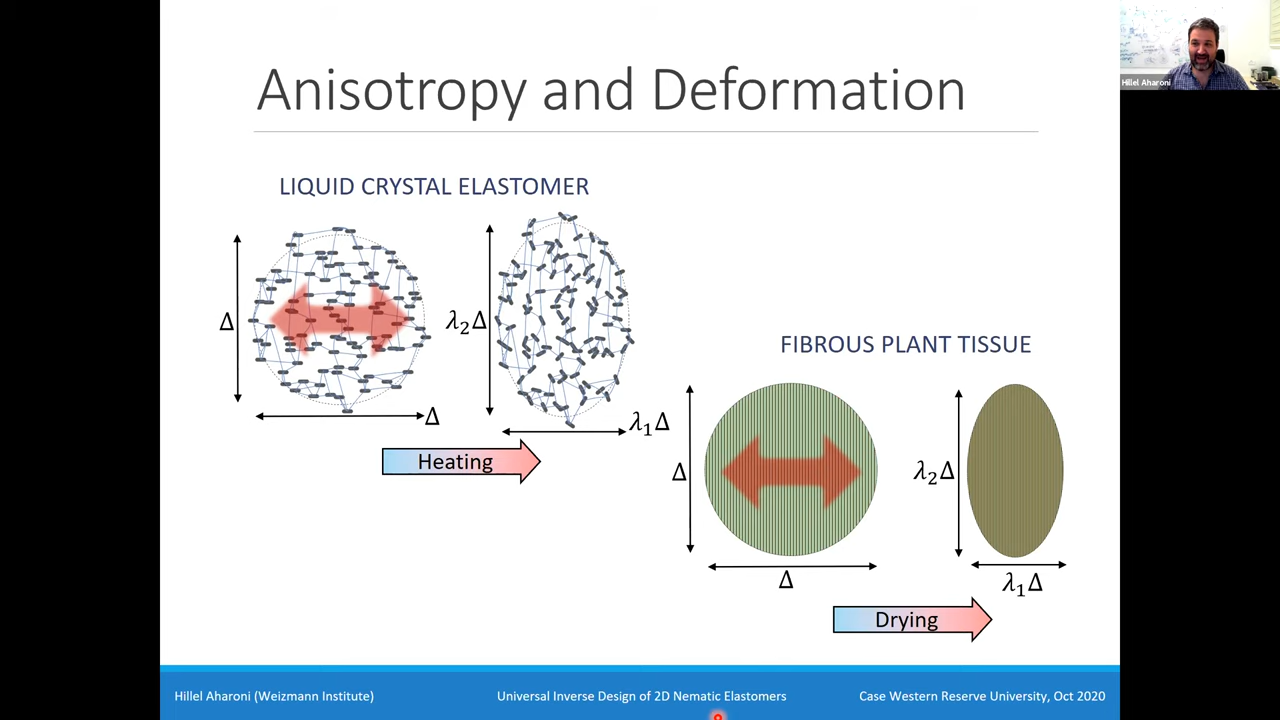 Anisotropy and Deformation
Hillel Aharoni
LIQUID CRYSTAL ELASTOMER
Δ
λ₂Δ
Δ
λ₁Δ
Heating
FIBROUS PLANT TISSUE
Δ
λ₂Δ
Δ
λ₁Δ
Drying
Hillel Aharoni (Weizmann Institute)
Universal Inverse Design of 2D Nematic Elastomers
Case Western Reserve University, Oct 2020